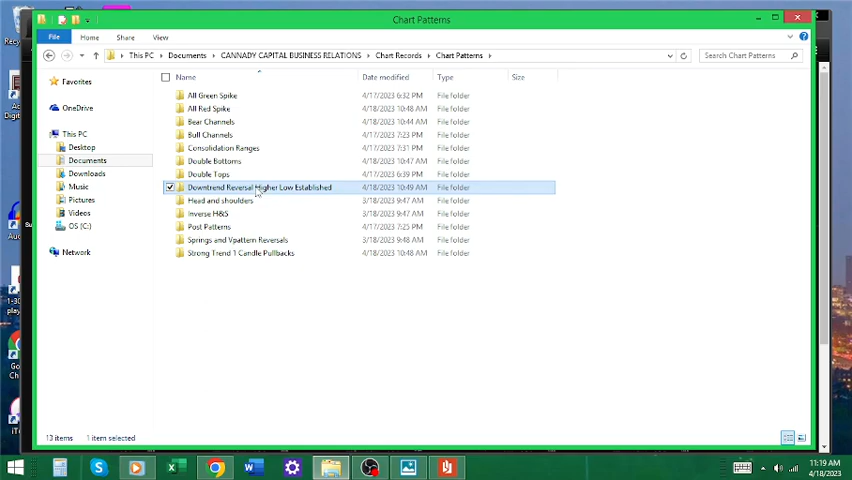 Chart Patterns
File Home Share View
This PC Documents CANNADY CAPITAL BUSINESS RELATIONS Chart Records Chart Patterns Search Chart Patterns
Name Date modified Type Size
Favorites
OneDrive
This PC
Desktop
Documents
Downloads
Music
Pictures
Videos
OS (C:)
Network
All Green Spike 4/17/2023 6:32 PM File folder
All Red Spike 4/18/2023 10:48 AM File folder
Bear Channels 4/18/2023 10:46 AM File folder
Bull Channels 4/17/2023 7:23 PM File folder
Consolidation Ranges 4/17/2023 7:31 PM File folder
Double Bottoms 4/18/2023 10:47 AM File folder
Double Tops 4/17/2023 6:39 PM File folder
Downtrend Reversal Higher Low Established 4/18/2023 10:49 AM File folder
Head and shoulders 3/18/2023 9:47 AM File folder
Inverse H&S 3/18/2023 9:47 AM File folder
Post Patterns 4/17/2023 7:25 PM File folder
Springs and Vpattern Reversals 3/18/2023 9:48 AM File folder
Strong Trend 1 Candle Pullbacks 4/18/2023 10:48 AM File folder
13 items 1 item selected
11:19 AM
4/18/2023